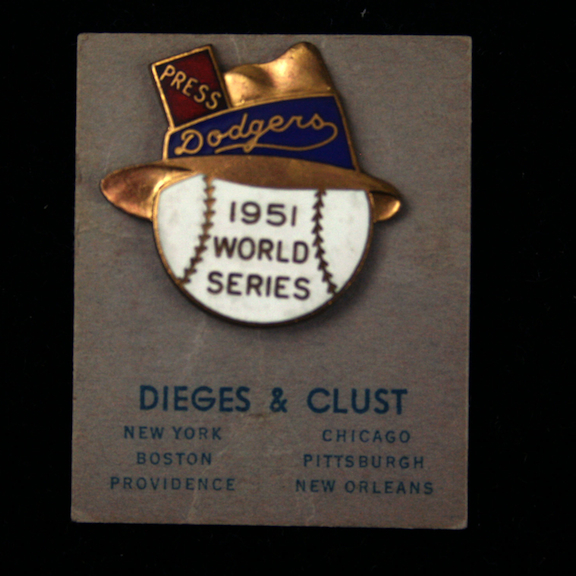 PRESS
Dodgers
1951
WORLD
SERIES
DIEGES & CLUST
NEW YORK CHICAGO
BOSTON PITTSBURGH
PROVIDENCE NEW ORLEANS